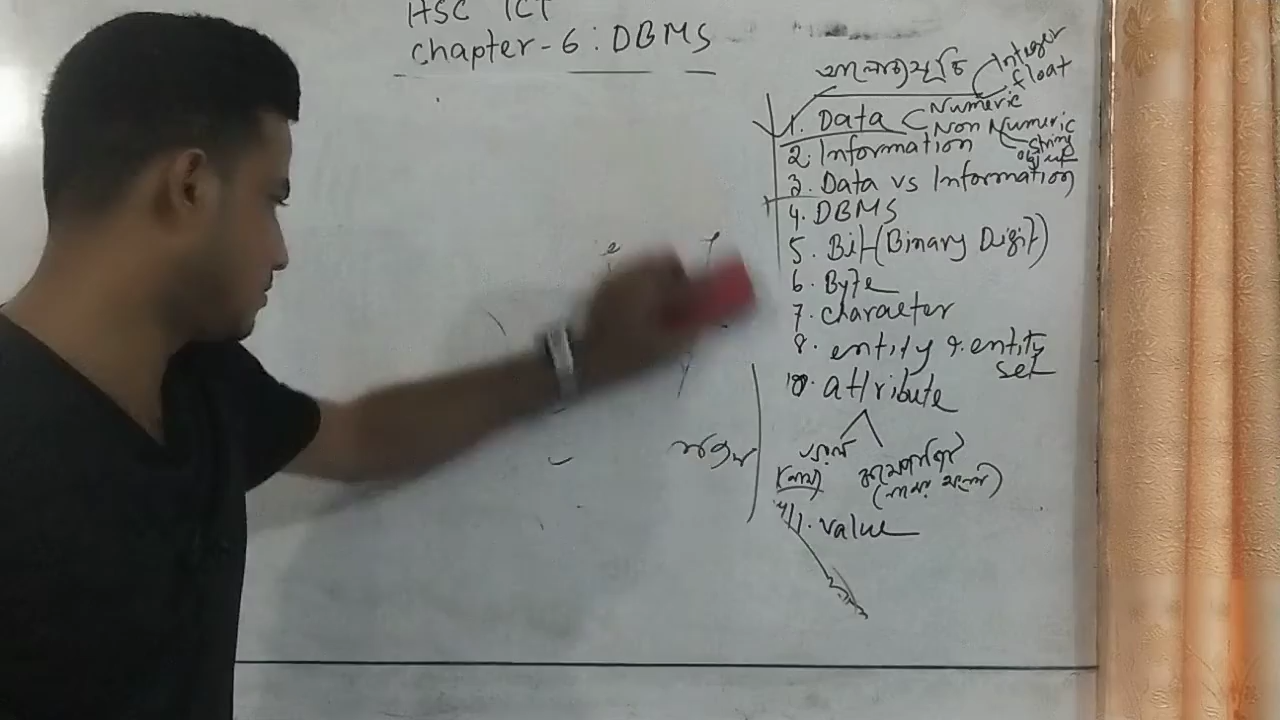 HSC ICT
Chapter-6: DBMS
Integer
float
1. Data
Numeric
Non Numeric
string
2. Information
3. Data vs Information
4. DBMS
5. Bit (Binary Digit)
6. Byte
7. character
8. entity & entity set
10. attribute
11. value